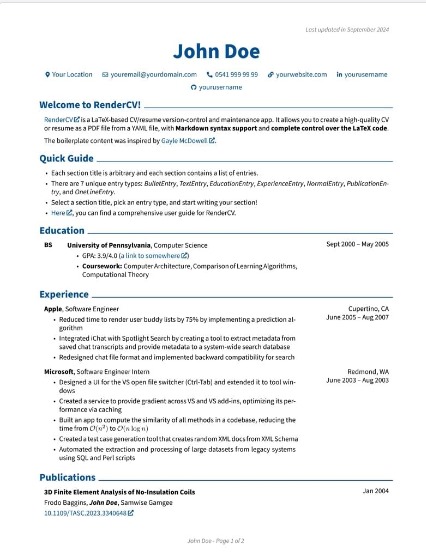 Last updated in September 2024
John Doe
Your Location youremail@yourdomain.com 0541 999 99 99 yourwebsite.com yourusername
yourusername
Welcome to RenderCV!
RenderCV is a LaTeX-based CV/resume version-control and maintenance app. It allows you to create a high-quality CV
or resume as a PDF file from a YAML file, with Markdown syntax support and complete control over the LaTeX code.
The boilerplate content was inspired by Gayle McDowell.
Quick Guide
• Each section title is arbitrary and each section contains a list of entries.
• There are 7 unique entry types: BulletEntry, TextEntry, EducationEntry, ExperienceEntry, NormalEntry, PublicationEn-
try, and OneLineEntry.
• Select a section title, pick an entry type, and start writing your section!
• Here, you can find a comprehensive user guide for RenderCV.
Education
BS University of Pennsylvania, Computer Science Sept 2000 – May 2005
• GPA: 3.9/4.0 (a link to somewhere)
• Coursework: Computer Architecture, Comparison of Learning Algorithms,
Computational Theory
Experience
Apple, Software Engineer Cupertino, CA
• Reduced time to render user buddy lists by 75% by implementing a prediction al- June 2005 – Aug 2007
gorithm
• Integrated iChat with Spotlight Search by creating a tool to extract metadata from
saved chat transcripts and provide metadata to a system-wide search database
• Redesigned chat file format and implemented backward compatibility for search
Microsoft, Software Engineer Intern Redmond, WA
• Designed a UI for the VS open file switcher (Ctrl-Tab) and extended it to tool win- June 2003 – Aug 2003
dows
• Created a service to provide gradient across VS and VS add-ins, optimizing its per-
formance via caching
• Built an app to compute the similarity of all methods in a codebase, reducing the
time from O(n²) to O(n log n)
• Created a test case generation tool that creates random XML docs from XML Schema
• Automated the extraction and processing of large datasets from legacy systems
using SQL and Perl scripts
Publications
3D Finite Element Analysis of No-Insulation Coils Jan 2004
Frodo Baggins, John Doe, Samwise Gamgee
10.1109/TASC.2023.3340648
John Doe - Page 1 of 2